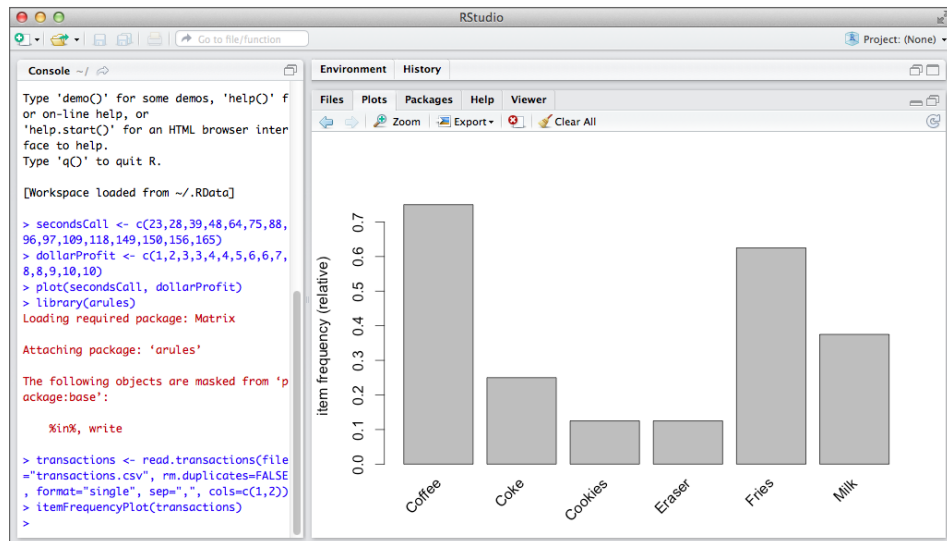 RStudio
Go to file/function
Project: (None)
Console ~/
Type 'demo()' for some demos, 'help()' f
or on-line help, or
'help.start()' for an HTML browser inter
face to help.
Type 'q()' to quit R.
[Workspace loaded from ~/.RData]
> secondsCall <- c(23,28,39,48,64,75,88,
96,97,109,118,149,150,156,165)
> dollarProfit <- c(1,2,3,3,4,4,5,6,6,7,
8,8,9,10,10)
> plot(secondsCall, dollarProfit)
> library(arules)
Loading required package: Matrix
Attaching package: ‘arules’
The following objects are masked from ‘p
ackage:base’:
%in%, write
> transactions <- read.transactions(file
="transactions.csv", rm.duplicates=FALSE
, format="single", sep=",", cols=c(1,2))
> itemFrequencyPlot(transactions)
>
Environment History
Files Plots Packages Help Viewer
Zoom Export Clear All
item frequency (relative)
0.7
0.6
0.5
0.4
0.3
0.2
0.1
0.0
Coffee
Coke
Cookies
Eraser
Fries
Milk